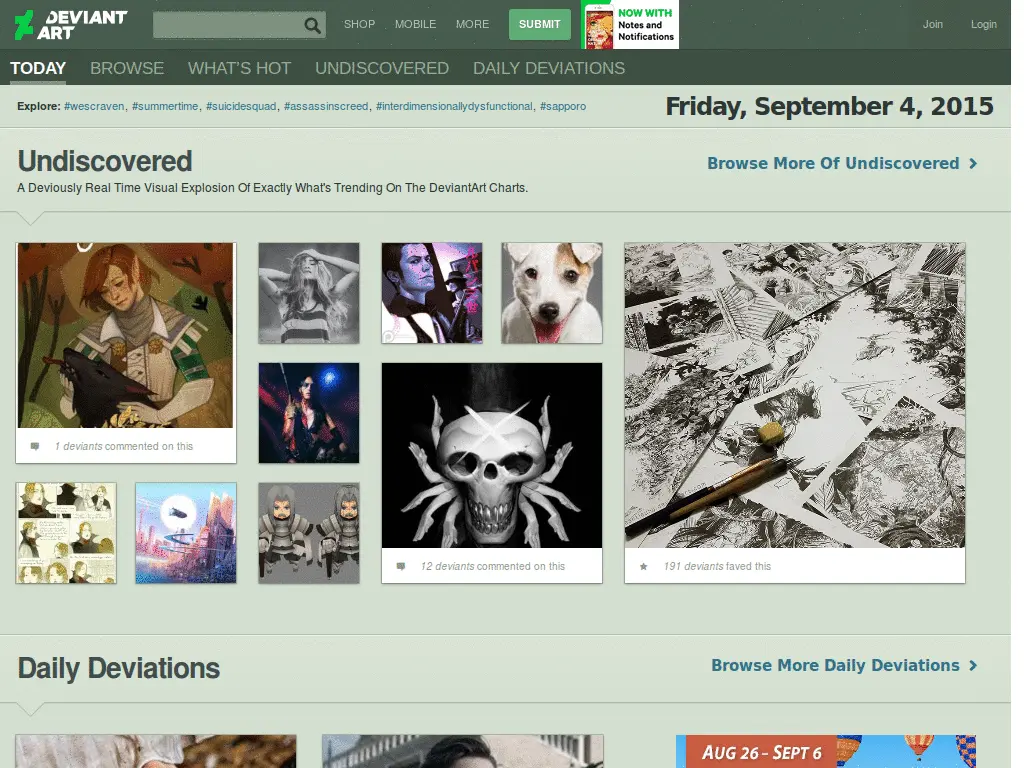 DEVIANT
ART
SHOP MOBILE MORE SUBMIT
NOW WITH
Notes and
Notifications
Join Login
TODAY BROWSE WHAT'S HOT UNDISCOVERED DAILY DEVIATIONS
Explore: #wescraven, #summertime, #suicidesquad, #assassinscreed, #interdimensionallydysfunctional, #sapporo
Friday, September 4, 2015
Undiscovered
Browse More Of Undiscovered
A Deviously Real Time Visual Explosion Of Exactly What's Trending On The DeviantArt Charts.
1 deviants commented on this
12 deviants commented on this
191 deviants faved this
Daily Deviations
Browse More Daily Deviations
AUG 26 - SEPT 6